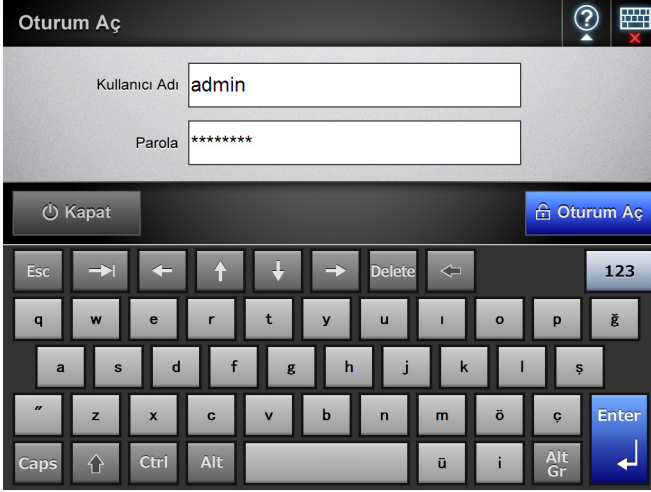 Oturum Aç
?
Kullanıcı Adı admin
Parola ********
Kapat Oturum Aç
Esc Delete 123
q w e r t y u ı o p ğ
a s d f g h j k l ş
" z x c v b n m ö ç Enter
Caps Ctrl Alt ü i Alt Gr